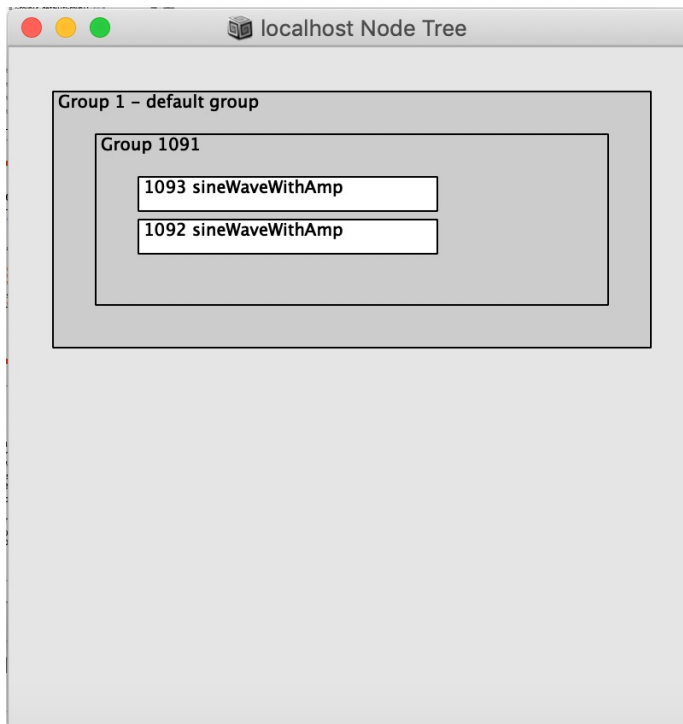 localhost Node Tree
Group 1 – default group
Group 1091
1093 sineWaveWithAmp
1092 sineWaveWithAmp